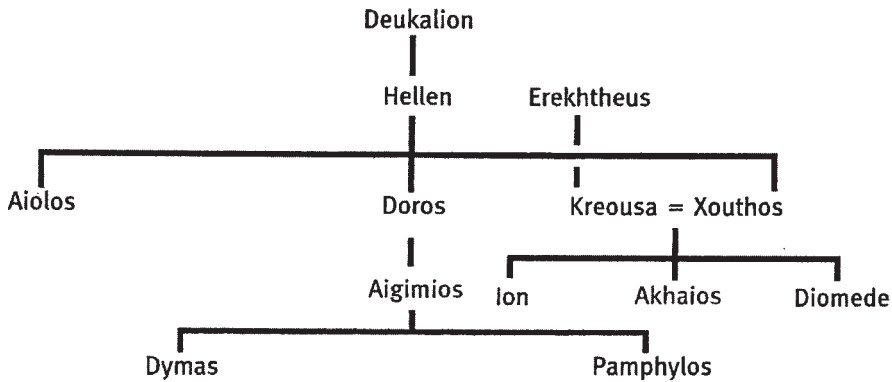 Deukalion
Hellen Erekhtheus
Aiolos Doros Kreousa = Xouthos
Aigimios Ion Akhaios Diomede
Dymas Pamphylos